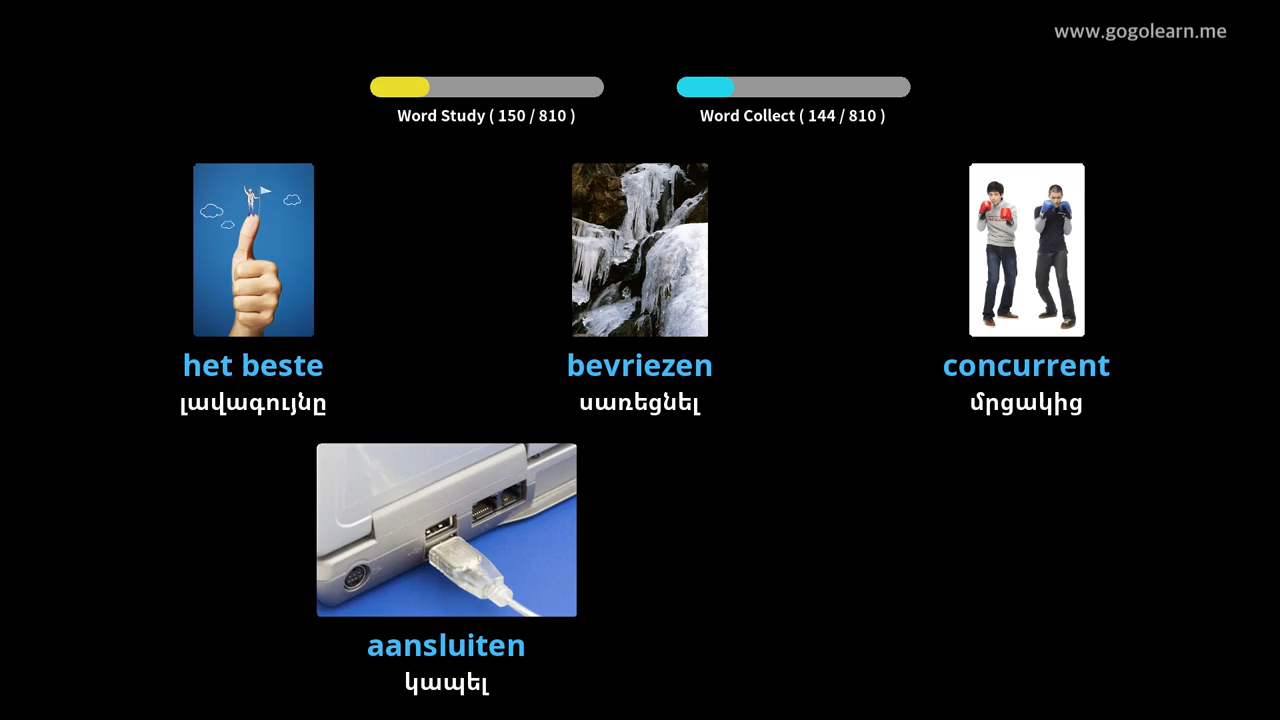 www.gogolearn.me
Word Study ( 150 / 810 )
Word Collect ( 144 / 810 )
het beste
լավագույնը
bevriezen
սառեցնել
concurrent
մրցակից
aansluiten
կապել